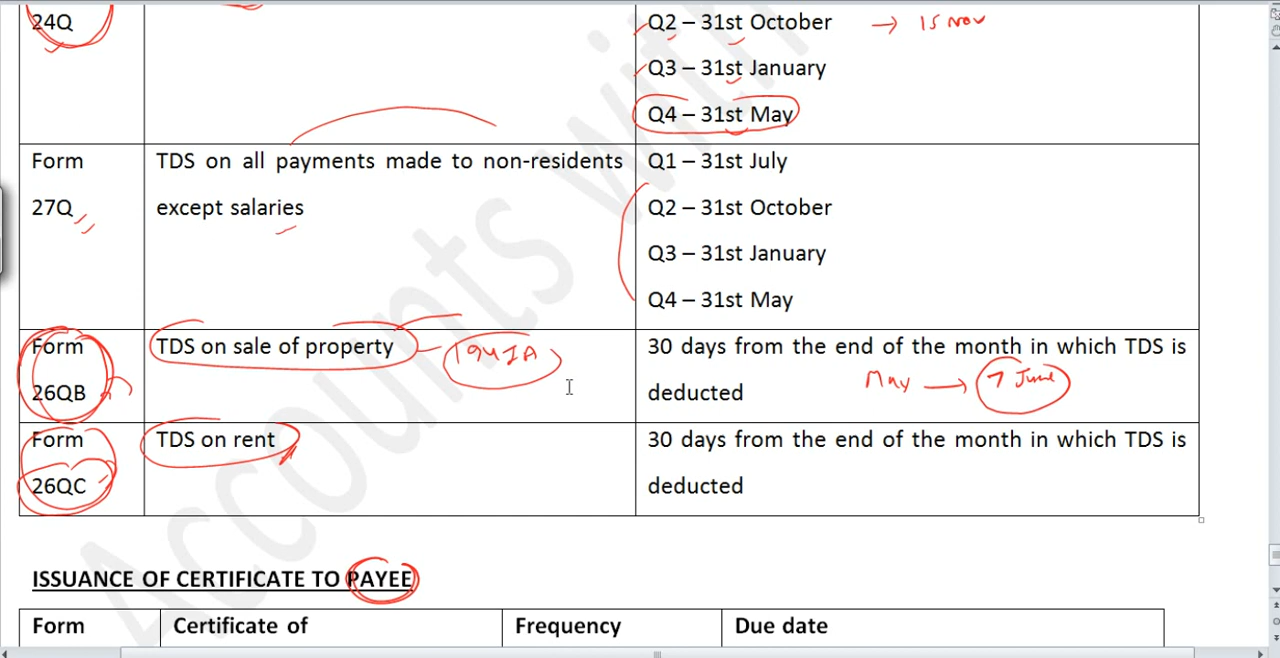 24Q
Q2 – 31st October → 15 Nov
Q3 – 31st January
Q4 – 31st May
Form 27Q
TDS on all payments made to non-residents
except salaries
Q1 – 31st July
Q2 – 31st October
Q3 – 31st January
Q4 – 31st May
Form 26QB
TDS on sale of property
194IA
30 days from the end of the month in which TDS is
deducted
May → 7 June
Form 26QC
TDS on rent
30 days from the end of the month in which TDS is
deducted
ISSUANCE OF CERTIFICATE TO PAYEE
Form Certificate of Frequency Due date
Accounts with